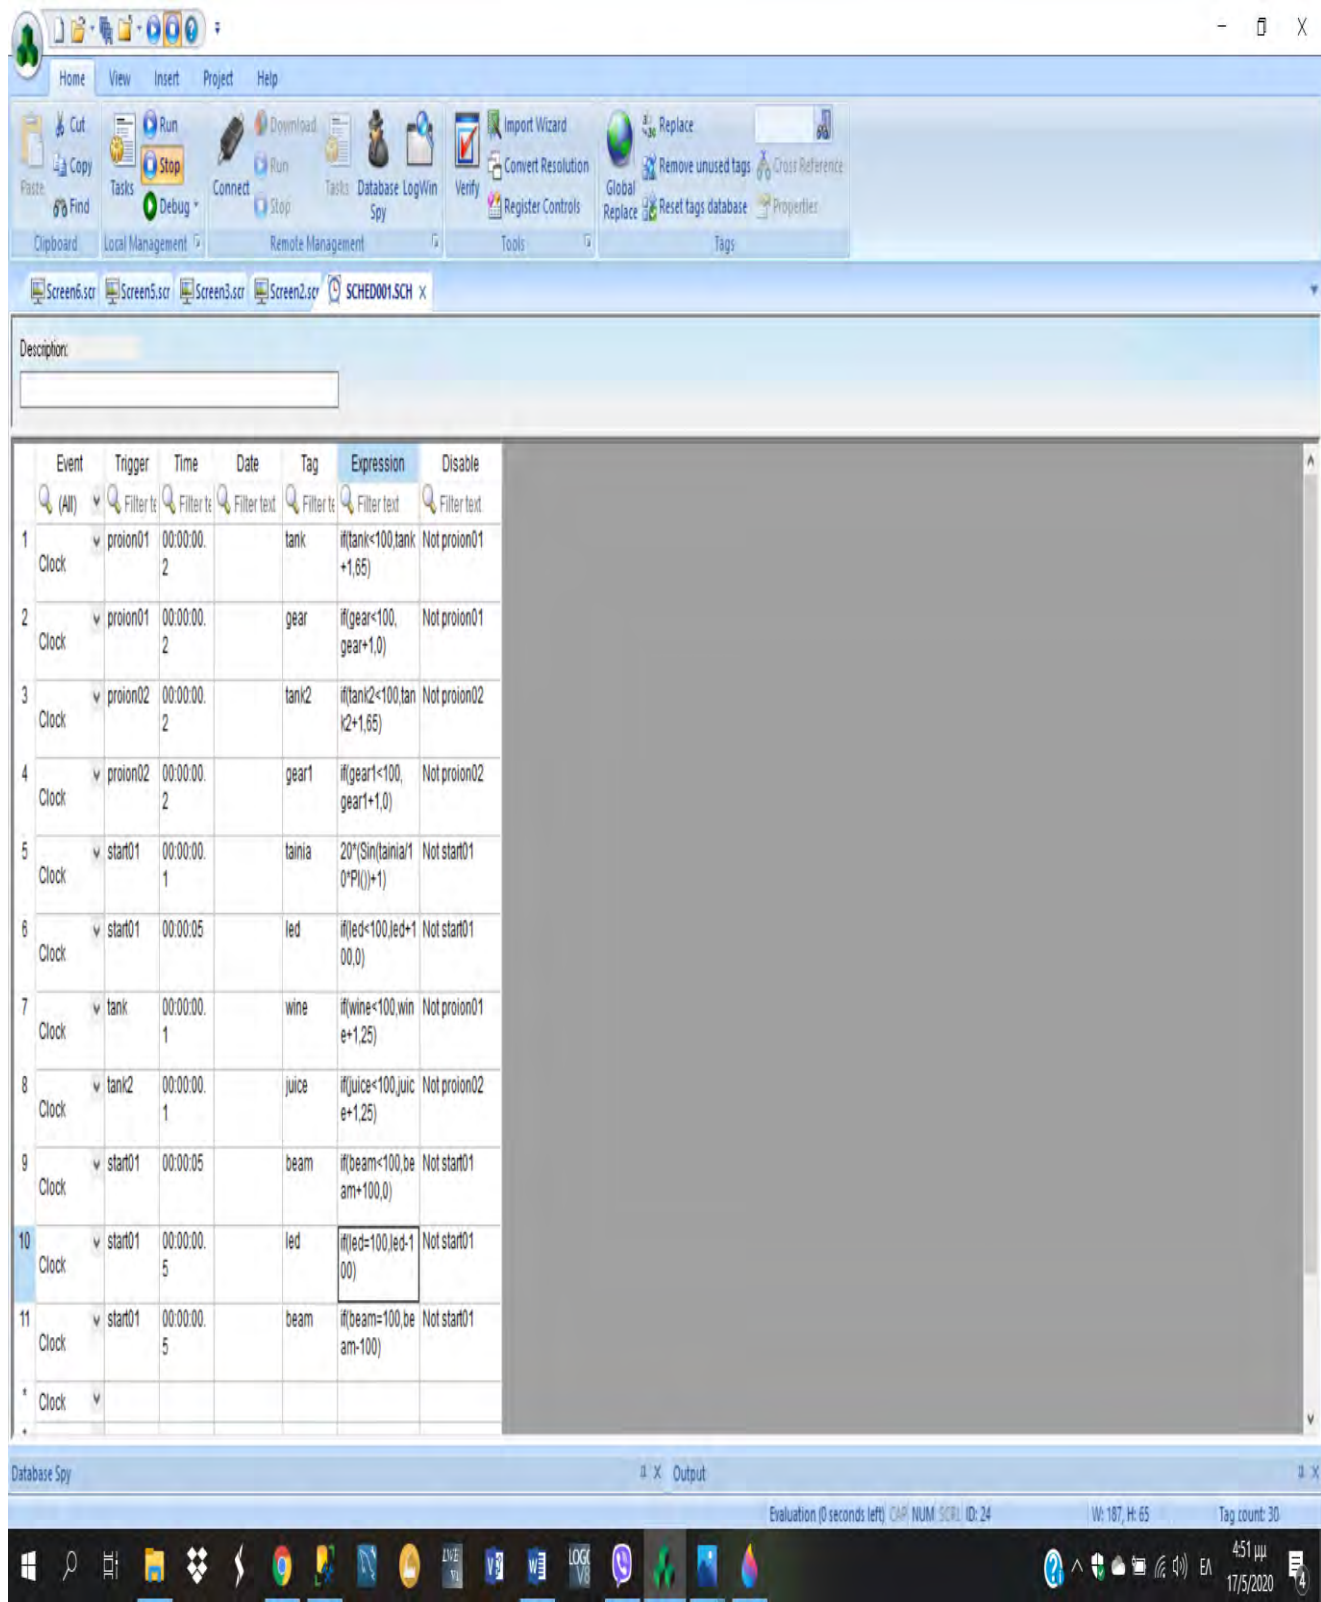 Home View Insert Project Help
Cut Run Download Import Wizard Replace
Copy Stop Run Convert Resolution Remove unused tags Cross Reference
Paste Tasks Connect Tasks Database LogWin Verify Global
Find Debug Stop Spy Register Controls Replace Reset tags database Properties
Clipboard Local Management Remote Management Tools Tags
Screen6.scr Screen5.scr Screen3.scr Screen2.scr SCHED001.SCH X
Description:
Event Trigger Time Date Tag Expression Disable
(All) Filter te Filter te Filter text Filter te Filter text Filter text
1 Clock proion01 00:00:00.2 tank if(tank<100,tank+1,65) Not proion01
2 Clock proion01 00:00:00.2 gear if(gear<100, gear+1,0) Not proion01
3 Clock proion02 00:00:00.2 tank2 if(tank2<100,tank2+1,65) Not proion02
4 Clock proion02 00:00:00.2 gear1 if(gear1<100, gear1+1,0) Not proion02
5 Clock start01 00:00:00.1 tainia 20*(Sin(tainia/10*PI())+1) Not start01
6 Clock start01 00:00:05 led if(led<100,led+100,0) Not start01
7 Clock tank 00:00:00.1 wine if(wine<100,wine+1,25) Not proion01
8 Clock tank2 00:00:00.1 juice if(juice<100,juice+1,25) Not proion02
9 Clock start01 00:00:05 beam if(beam<100,beam+100,0) Not start01
10 Clock start01 00:00:00.5 led if(led=100,led-100) Not start01
11 Clock start01 00:00:00.5 beam if(beam=100,beam-100) Not start01
* Clock
Database Spy X Output X
Evaluation (0 seconds left) CAP NUM SCRL ID: 24 W: 187, H: 65 Tag count: 30
ΕΛ 4:51 μμ
17/5/2020 4